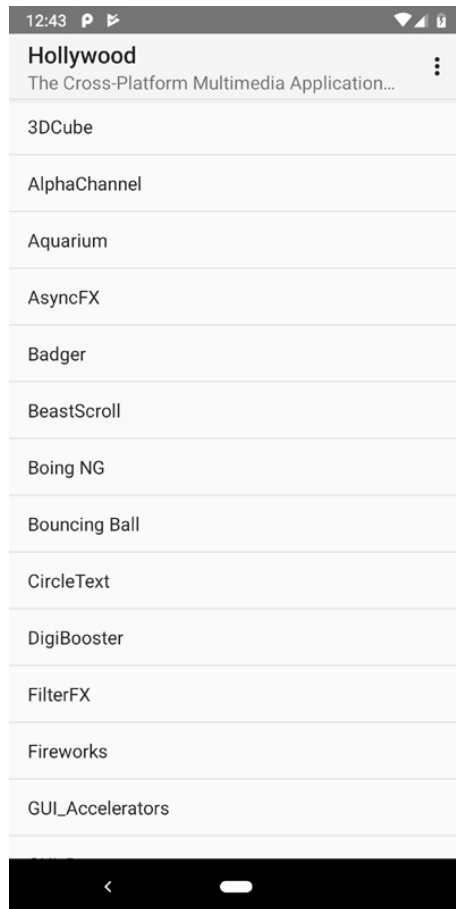 12:43
Hollywood
The Cross-Platform Multimedia Application...
3DCube
AlphaChannel
Aquarium
AsyncFX
Badger
BeastScroll
Boing NG
Bouncing Ball
CircleText
DigiBooster
FilterFX
Fireworks
GUI_Accelerators